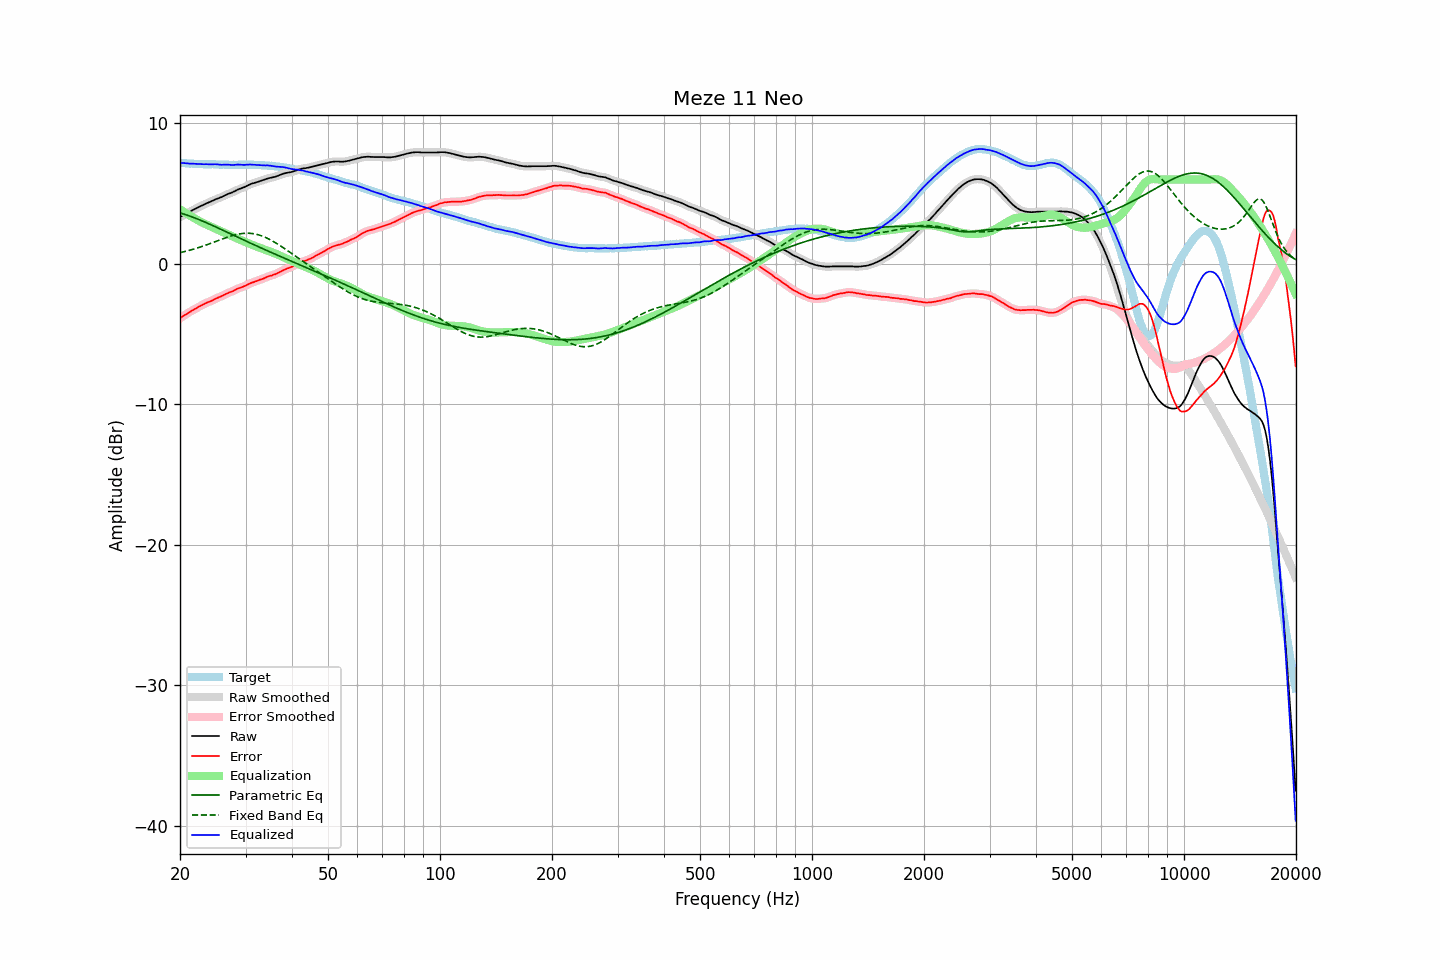 Meze 11 Neo
10
0
−10
−20
−30
−40
Amplitude (dBr)
Target
Raw Smoothed
Error Smoothed
Raw
Error
Equalization
Parametric Eq
Fixed Band Eq
Equalized
20 50 100 200 500 1000 2000 5000 10000 20000
Frequency (Hz)